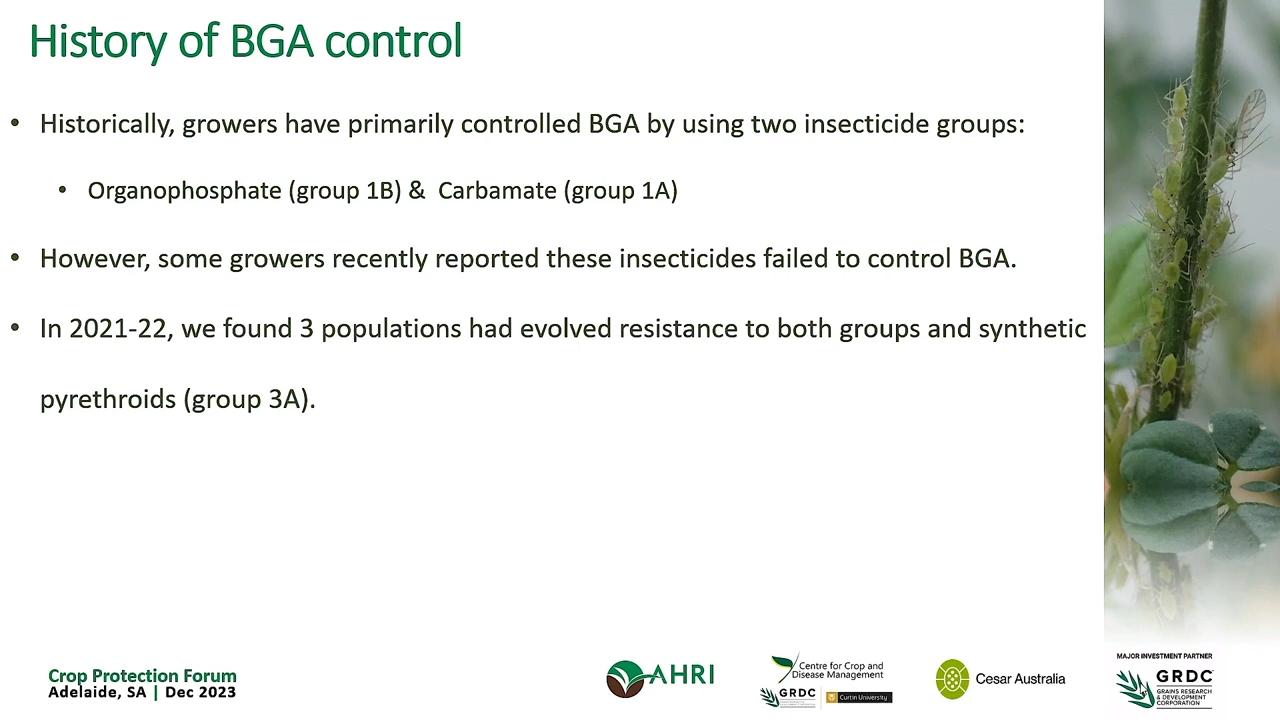 History of BGA control
• Historically, growers have primarily controlled BGA by using two insecticide groups:
• Organophosphate (group 1B) & Carbamate (group 1A)
• However, some growers recently reported these insecticides failed to control BGA.
• In 2021-22, we found 3 populations had evolved resistance to both groups and synthetic
pyrethroids (group 3A).
Crop Protection Forum
Adelaide, SA | Dec 2023
AHRI
Centre for Crop and
Disease Management
GRDC
Curtin University
Cesar Australia
MAJOR INVESTMENT PARTNER
GRDC
GRAINS RESEARCH
& DEVELOPMENT
CORPORATION